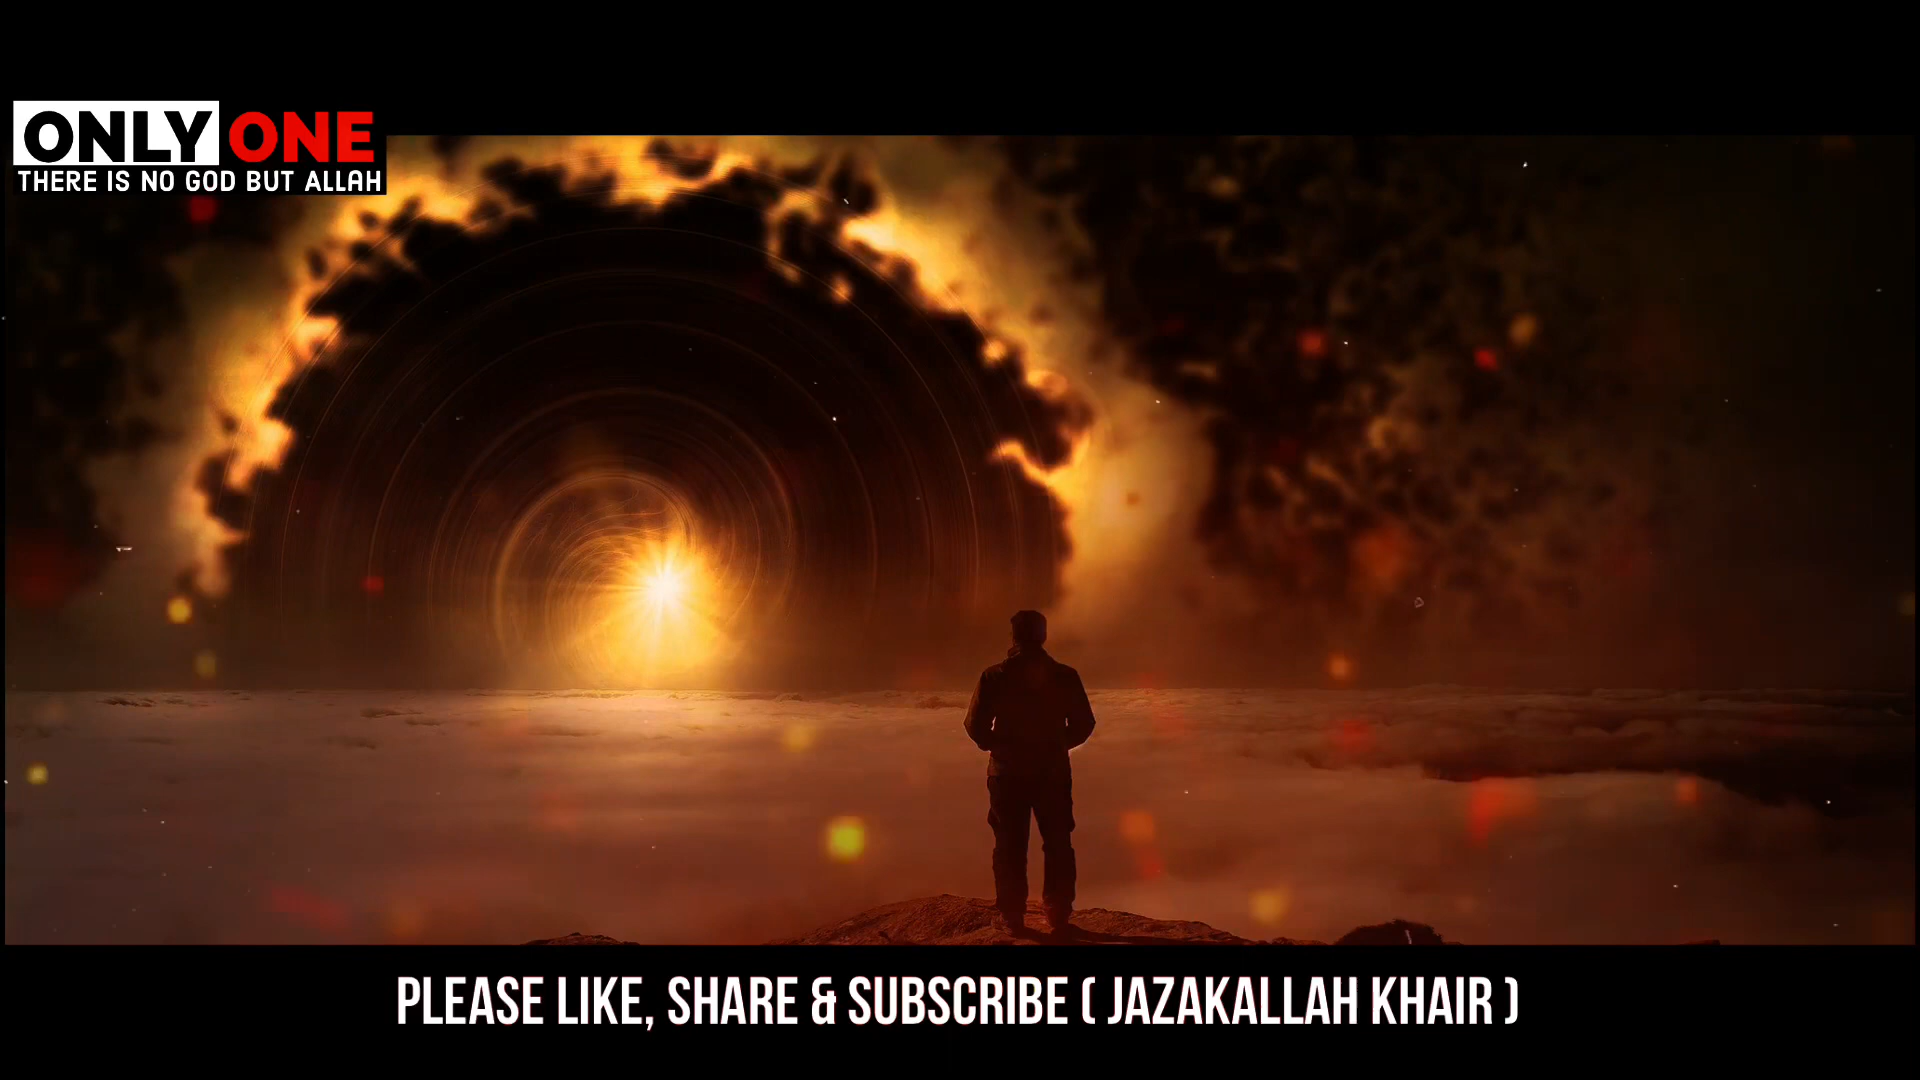 ONLY ONE
THERE IS NO GOD BUT ALLAH
PLEASE LIKE, SHARE & SUBSCRIBE ( JAZAKALLAH KHAIR )